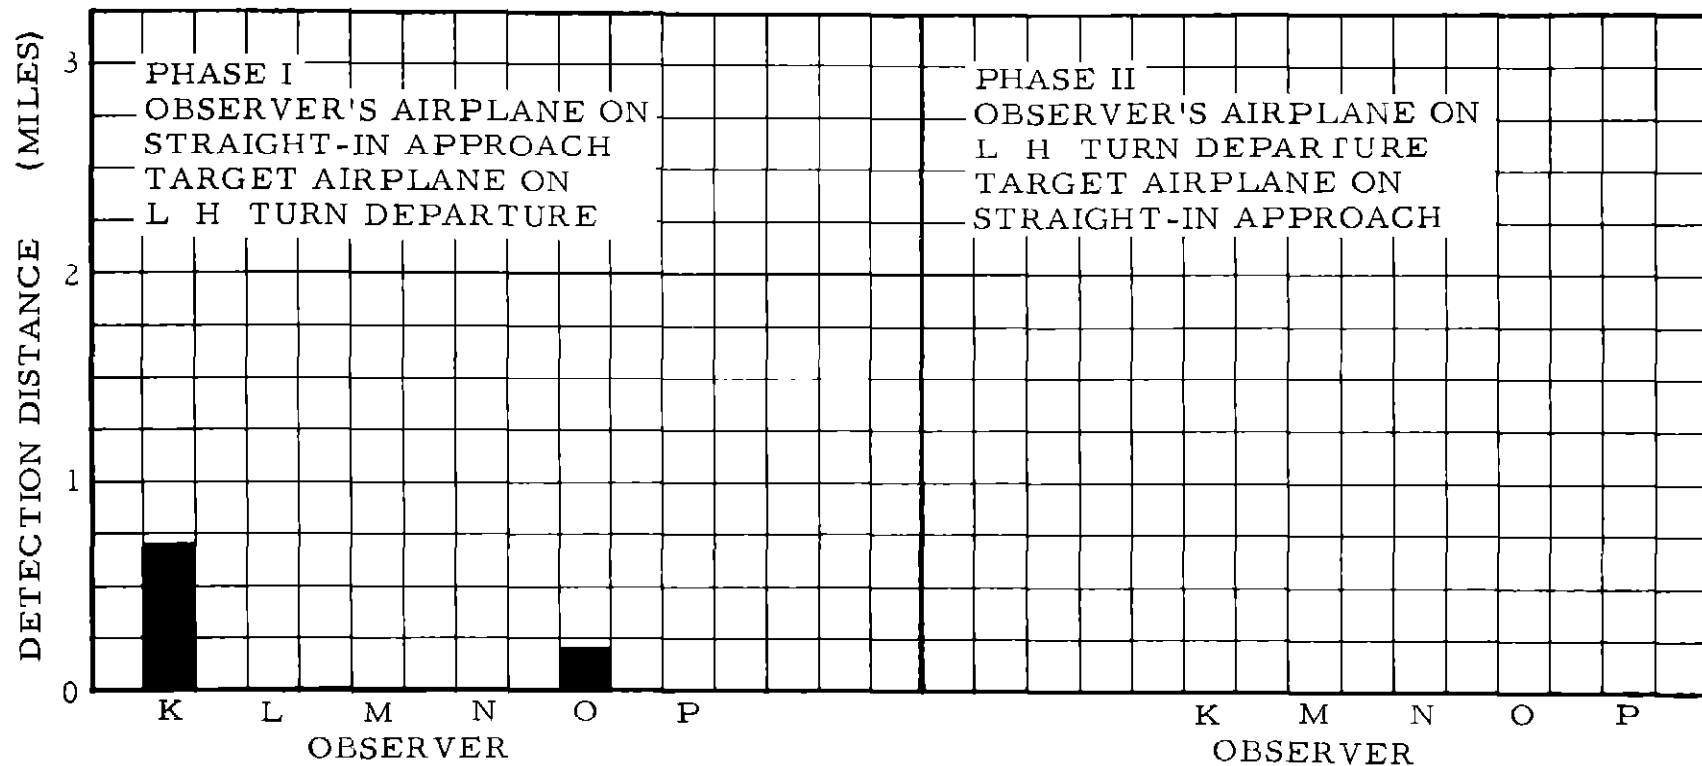 DETECTION DISTANCE (MILES)
3
2
1
0
PHASE I
OBSERVER'S AIRPLANE ON
STRAIGHT-IN APPROACH
TARGET AIRPLANE ON
L H TURN DEPARTURE
K L M N O P
OBSERVER
PHASE II
OBSERVER'S AIRPLANE ON
L H TURN DEPARTURE
TARGET AIRPLANE ON
STRAIGHT-IN APPROACH
K M N O P
OBSERVER